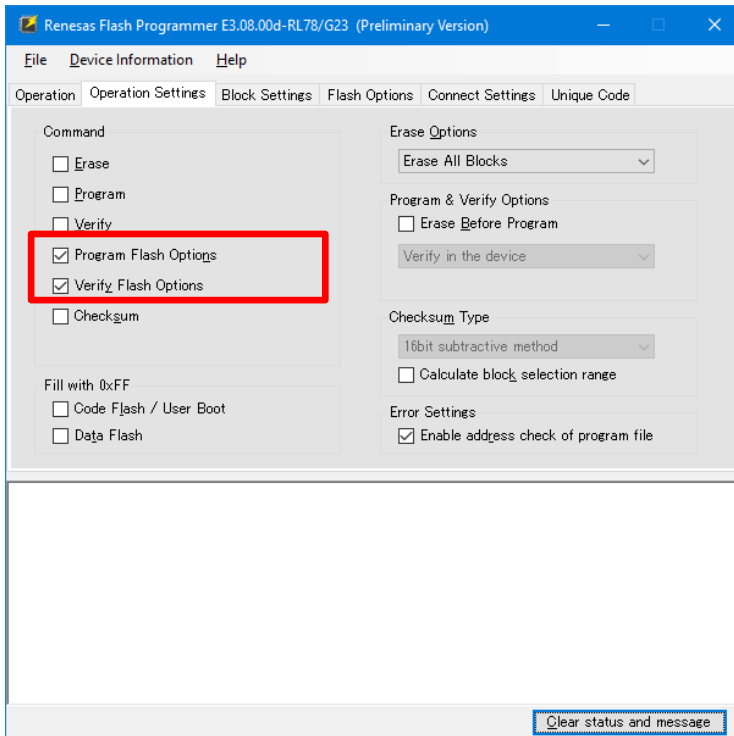 Renesas Flash Programmer E3.08.00d-RL78/G23 (Preliminary Version)
File Device Information Help
Operation Operation Settings Block Settings Flash Options Connect Settings Unique Code
Command
Erase
Program
Verify
Program Flash Options
Verify Flash Options
Checksum
Fill with 0xFF
Code Flash / User Boot
Data Flash
Erase Options
Erase All Blocks
Program & Verify Options
Erase Before Program
Verify in the device
Checksum Type
16bit subtractive method
Calculate block selection range
Error Settings
Enable address check of program file
Clear status and message